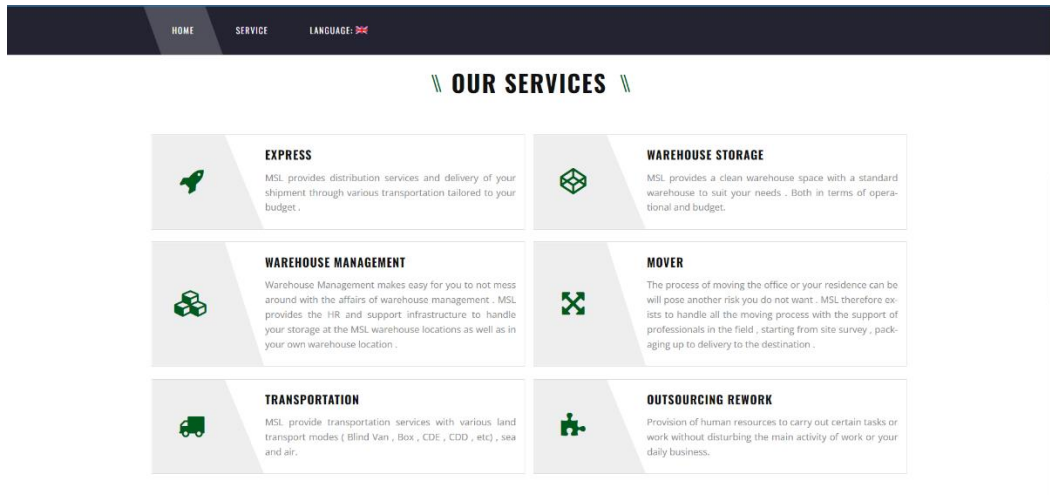 HOME SERVICE LANGUAGE:
\\ OUR SERVICES \\
EXPRESS
MSL provides distribution services and delivery of your
shipment through various transportation tailored to your
budget .
WAREHOUSE STORAGE
MSL provides a clean warehouse space with a standard
warehouse to suit your needs . Both in terms of opera-
tional and budget.
WAREHOUSE MANAGEMENT
Warehouse Management makes easy for you to not mess
around with the affairs of warehouse management . MSL
provides the HR and support infrastructure to handle
your storage at the MSL warehouse locations as well as in
your own warehouse location .
MOVER
The process of moving the office or your residence can be
will pose another risk you do not want . MSL therefore ex-
ists to handle all the moving process with the support of
professionals in the field , starting from site survey , pack-
aging up to delivery to the destination .
TRANSPORTATION
MSL provide transportation services with various land
transport modes ( Blind Van , Box , CDE , CDD , etc) , sea
and air.
OUTSOURCING REWORK
Provision of human resources to carry out certain tasks or
work without disturbing the main activity of work or your
daily business.